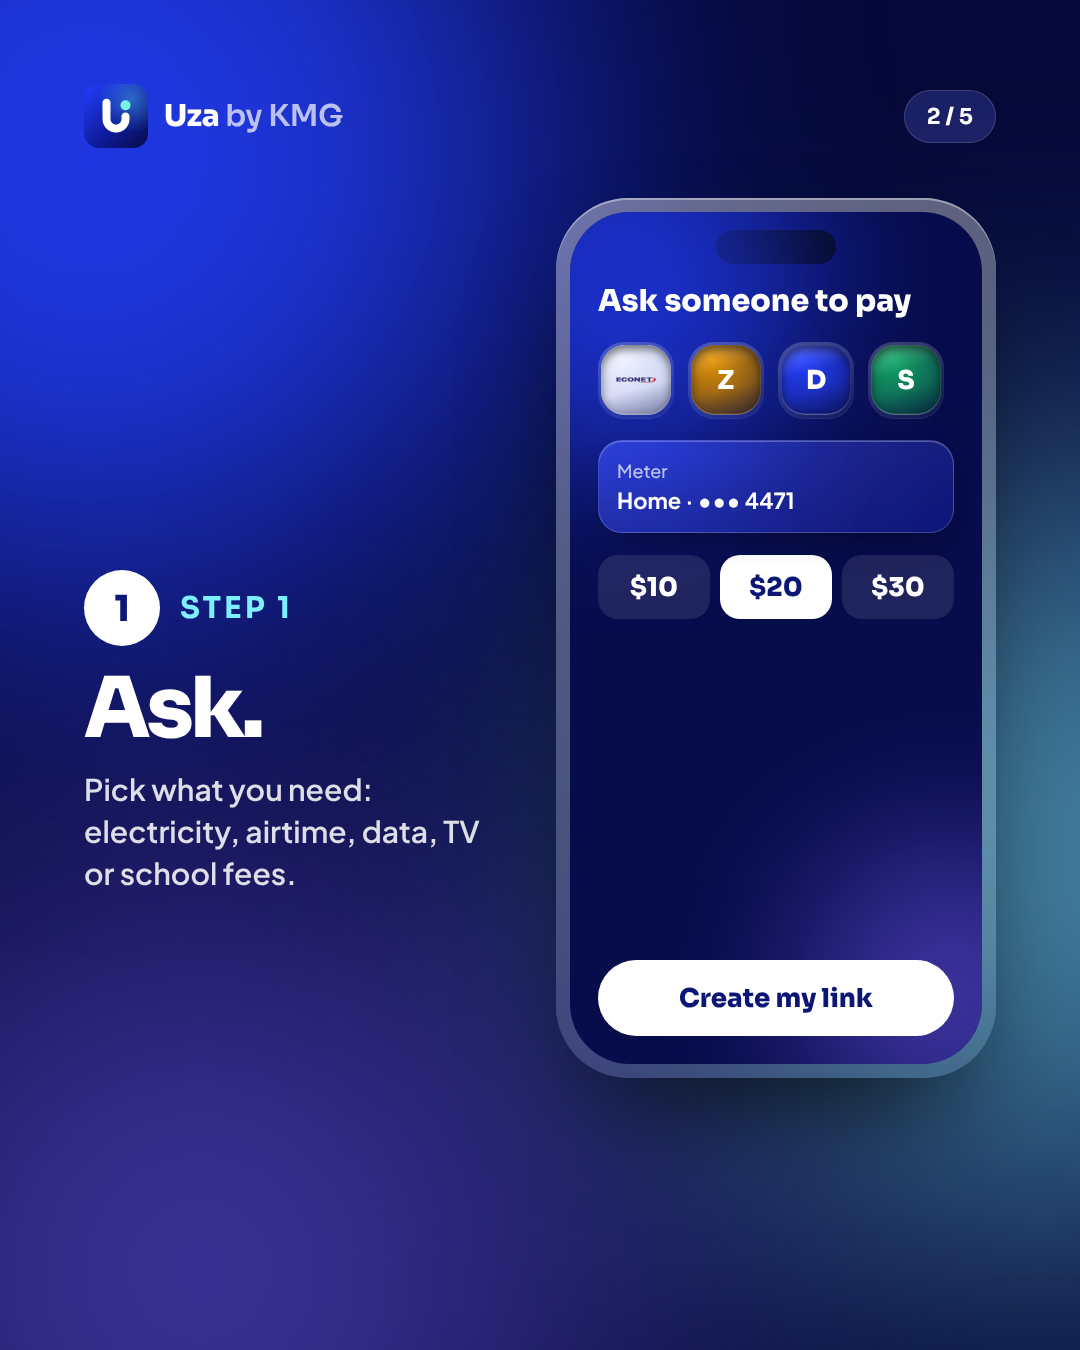 Uza by KMG
2 / 5
Ask someone to pay
ECONET
Z
D
S
Meter
Home · ●●● 4471
$10
$20
$30
Create my link
1
STEP 1
Ask.
Pick what you need:
electricity, airtime, data, TV
or school fees.